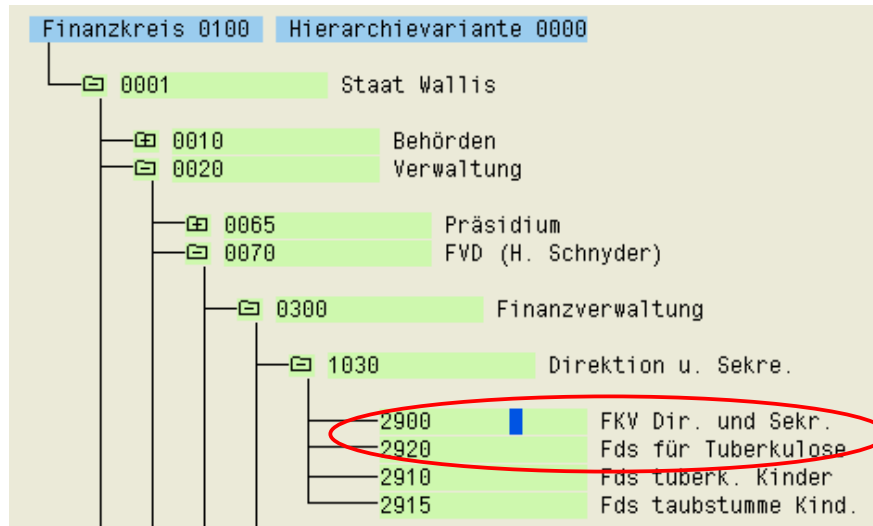 Finanzkreis 0100 Hierarchievariante 0000
0001 Staat Wallis
0010 Behörden
0020 Verwaltung
0065 Präsidium
0070 FVD (H. Schnyder)
0300 Finanzverwaltung
1030 Direktion u. Sekre.
2900 FKV Dir. und Sekr.
2920 Fds für Tuberkulose
2910 Fds tuberk. Kinder
2915 Fds taubstumme Kind.